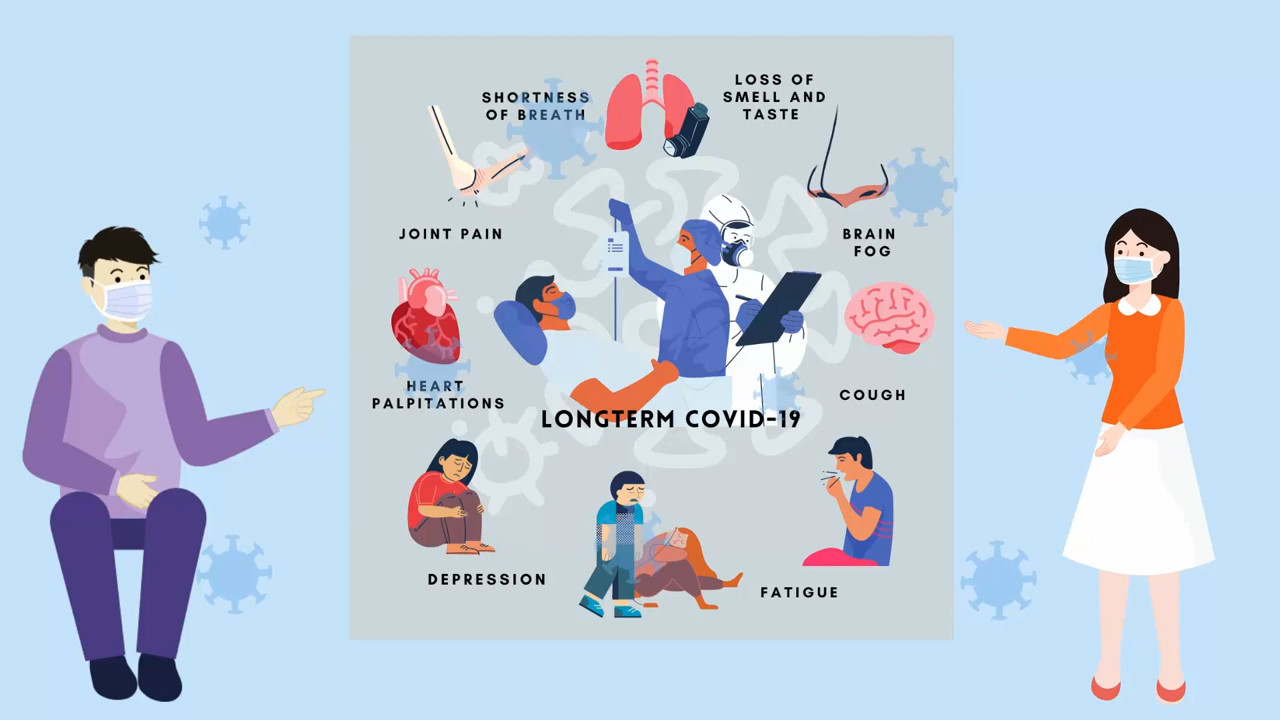 SHORTNESS
OF BREATH
LOSS OF
SMELL AND
TASTE
JOINT PAIN
BRAIN
FOG
HEART
PALPITATIONS
COUGH
LONGTERM COVID-19
DEPRESSION
FATIGUE